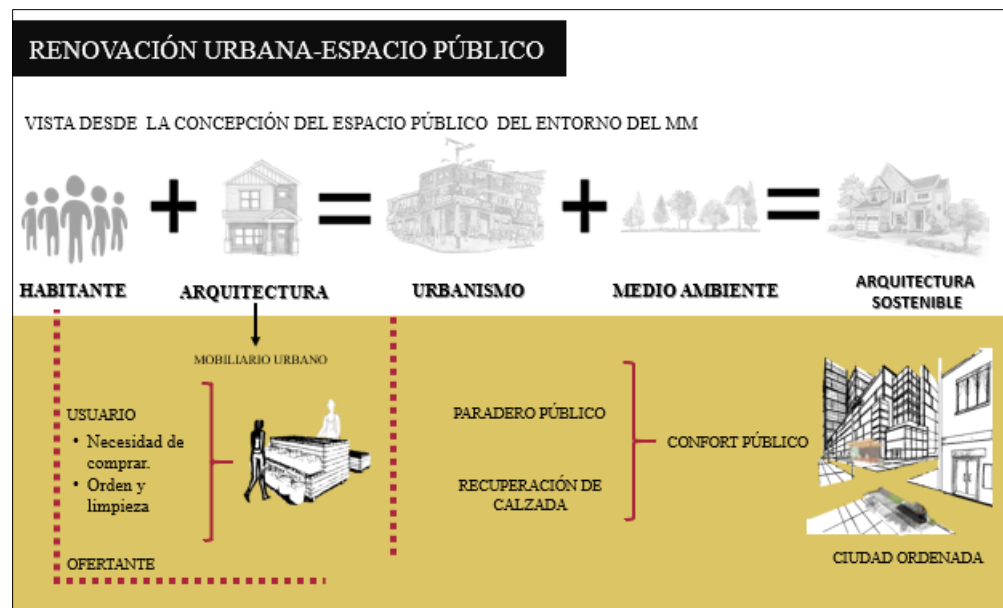 RENOVACIÓN URBANA-ESPACIO PÚBLICO
VISTA DESDE LA CONCEPCIÓN DEL ESPACIO PÚBLICO DEL ENTORNO DEL MM
HABITANTE
ARQUITECTURA
URBANISMO
MEDIO AMBIENTE
ARQUITECTURA
SOSTENIBLE
MOBILIARIO URBANO
USUARIO
• Necesidad de
comprar.
• Orden y
limpieza
OFERTANTE
PARADERO PÚBLICO
RECUPERACIÓN DE
CALZADA
CONFORT PÚBLICO
CIUDAD ORDENADA